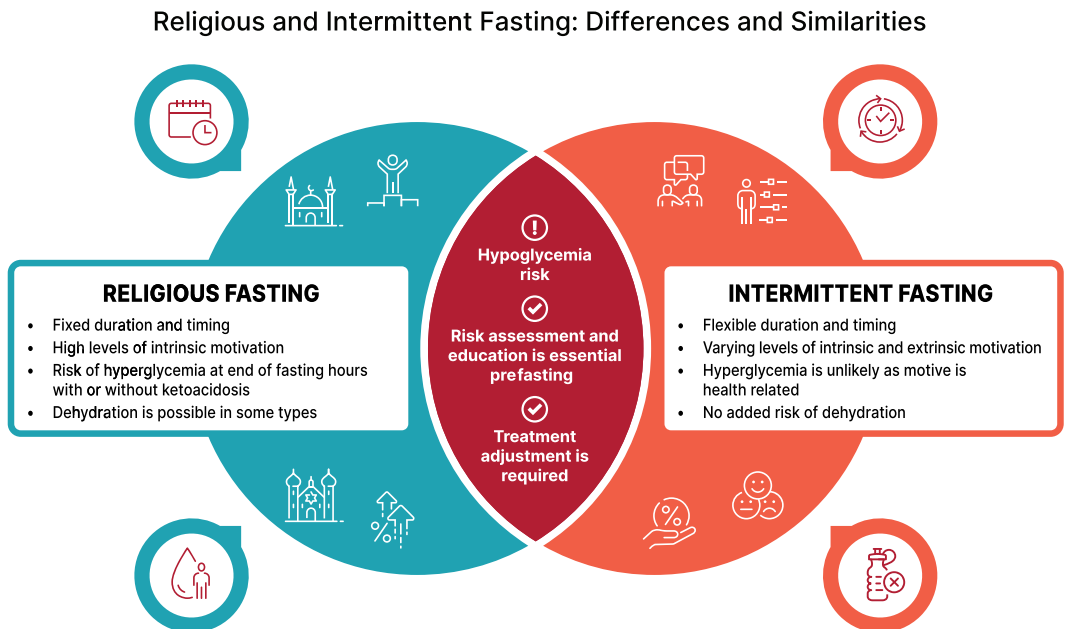 Religious and Intermittent Fasting: Differences and Similarities
RELIGIOUS FASTING
• Fixed duration and timing
• High levels of intrinsic motivation
• Risk of hyperglycemia at end of fasting hours
with or without ketoacidosis
• Dehydration is possible in some types
Hypoglycemia
risk
Risk assessment and
education is essential
prefasting
Treatment
adjustment is
required
INTERMITTENT FASTING
• Flexible duration and timing
• Varying levels of intrinsic and extrinsic motivation
• Hyperglycemia is unlikely as motive is
health related
• No added risk of dehydration